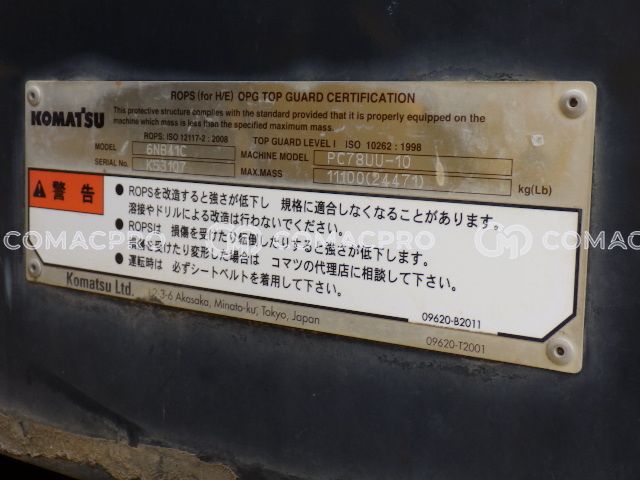 ROPS (for H/E) OPG TOP GUARD CERTIFICATION
KOMATSU
This protective structure complies with the standard provided that it is properly equipped on the
machine which mass is less than the specified maximum mass.
ROPS: ISO 12117-2 : 2008 TOP GUARD LEVEL I ISO 10262 : 1998
MODEL 6NB41C MACHINE MODEL PC78UU-10
SERIAL No. KSS107 MAX.MASS 11100(24471) kg(Lb)
警告
● ROPSを改造すると強さが低下し 規格に適合しなくなることがあります。
溶接やドリルによる改造は行わないでください。
● ROPSは 損傷を受けたり転倒したりすると強さが低下します。
損傷を受けたり変形した場合は コマツの代理店に相談して下さい。
● 運転時は 必ずシートベルトを着用して下さい。
COMACPRO COMACPRO COMACPRO
09620-B2011
Komatsu Ltd. 2-3-6 Akasaka, Minato-ku, Tokyo, Japan
09620-T2001